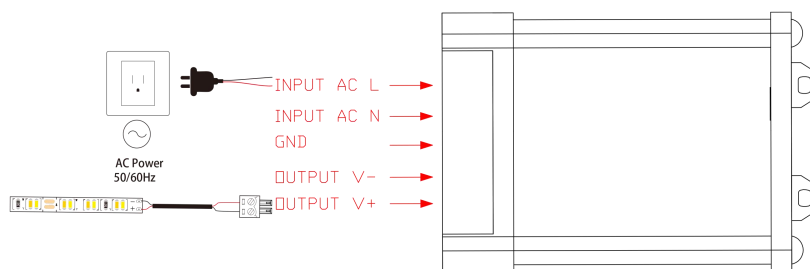 INPUT AC L
INPUT AC N
GND
OUTPUT V-
OUTPUT V+
AC Power
50/60Hz